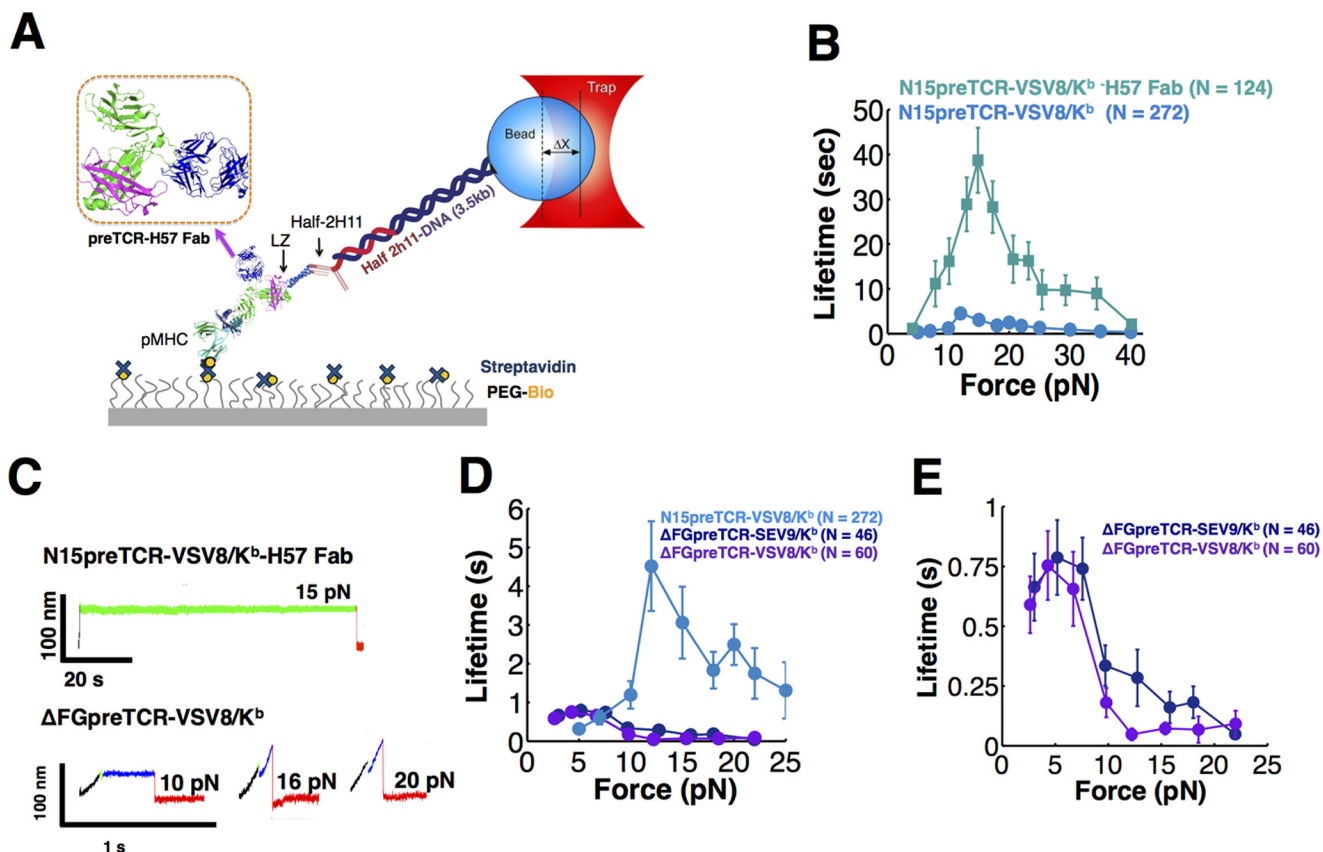 A
Trap
Bead
ΔX
preTCR-H57 Fab
LZ
Half-2H11
Half 2h11-DNA (3.5kb)
pMHC
Streptavidin
PEG-Bio
B
N15preTCR-VSV8/Kᵇ -H57 Fab (N = 124)
N15preTCR-VSV8/Kᵇ (N = 272)
Lifetime (sec)
50
40
30
20
10
0
0 10 20 30 40
Force (pN)
C
N15preTCR-VSV8/Kᵇ-H57 Fab
15 pN
100 nm
20 s
ΔFGpreTCR-VSV8/Kᵇ
10 pN 16 pN 20 pN
100 nm
1 s
D
N15preTCR-VSV8/Kᵇ (N = 272)
ΔFGpreTCR-SEV9/Kᵇ (N = 46)
ΔFGpreTCR-VSV8/Kᵇ (N = 60)
Lifetime (s)
6
5
4
3
2
1
0
0 5 10 15 20 25
Force (pN)
E
ΔFGpreTCR-SEV9/Kᵇ (N = 46)
ΔFGpreTCR-VSV8/Kᵇ (N = 60)
Lifetime (s)
1
0.75
0.5
0.25
0
0 5 10 15 20 25
Force (pN)